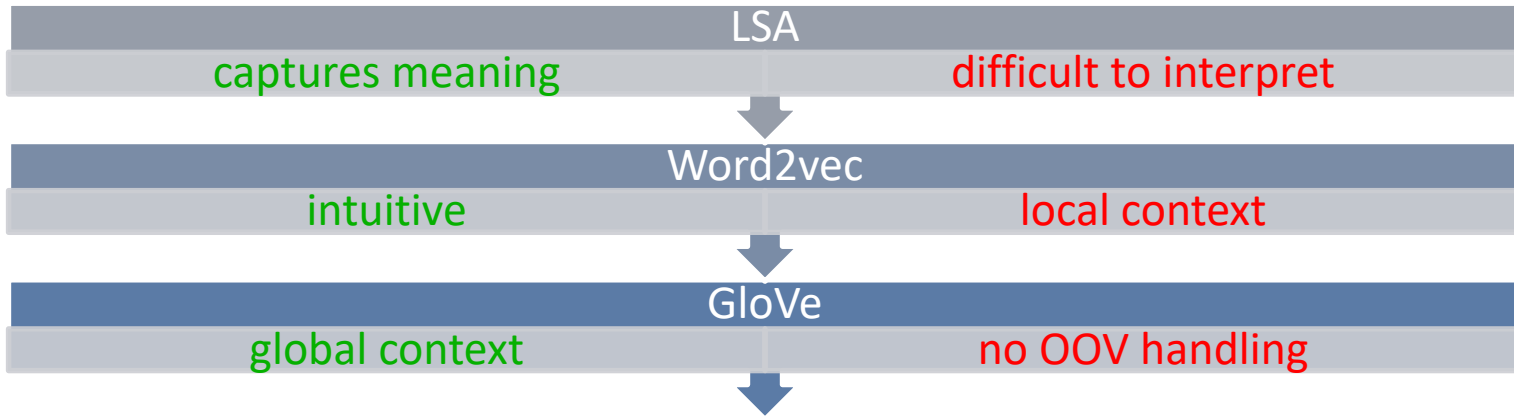 LSA
captures meaning difficult to interpret
Word2vec
intuitive local context
GloVe
global context no OOV handling